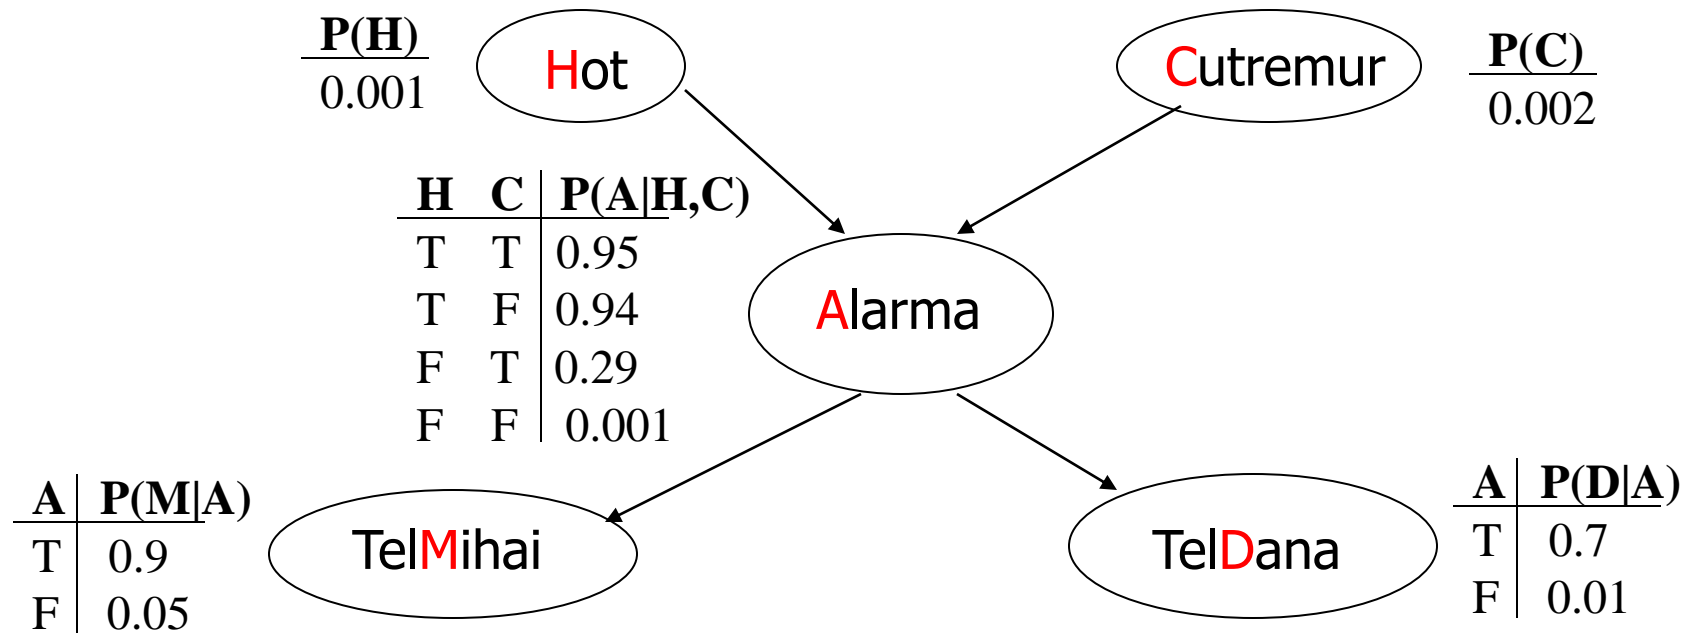 P(H)
0.001
Hot
Cutremur
P(C)
0.002
H C P(A|H,C)
T T 0.95
T F 0.94
F T 0.29
F F 0.001
Alarma
A P(M|A)
T 0.9
F 0.05
TelMihai
TelDana
A P(D|A)
T 0.7
F 0.01